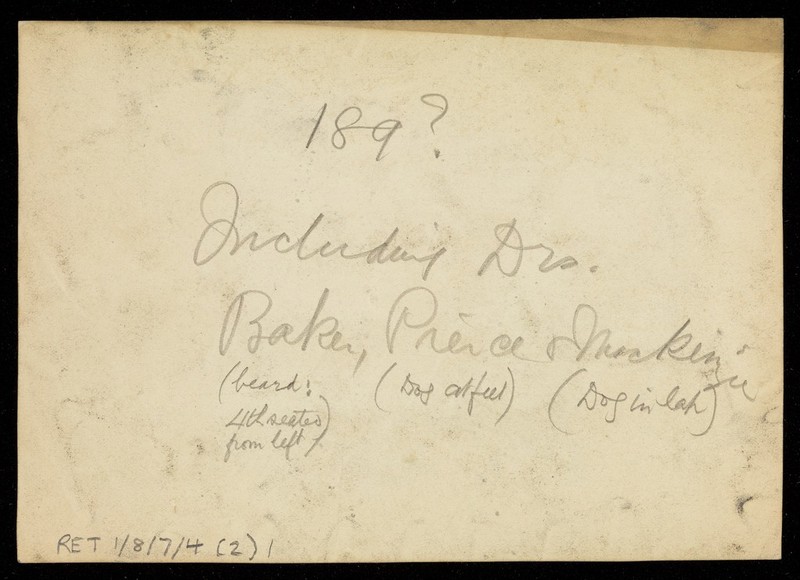 189?
Including Drs.
Baker, Pierce & Mackenzie
(beard: (Dog at feet) (Dog in lap)
4th seated
from left)
RET 1/8/7/4 (2) 1